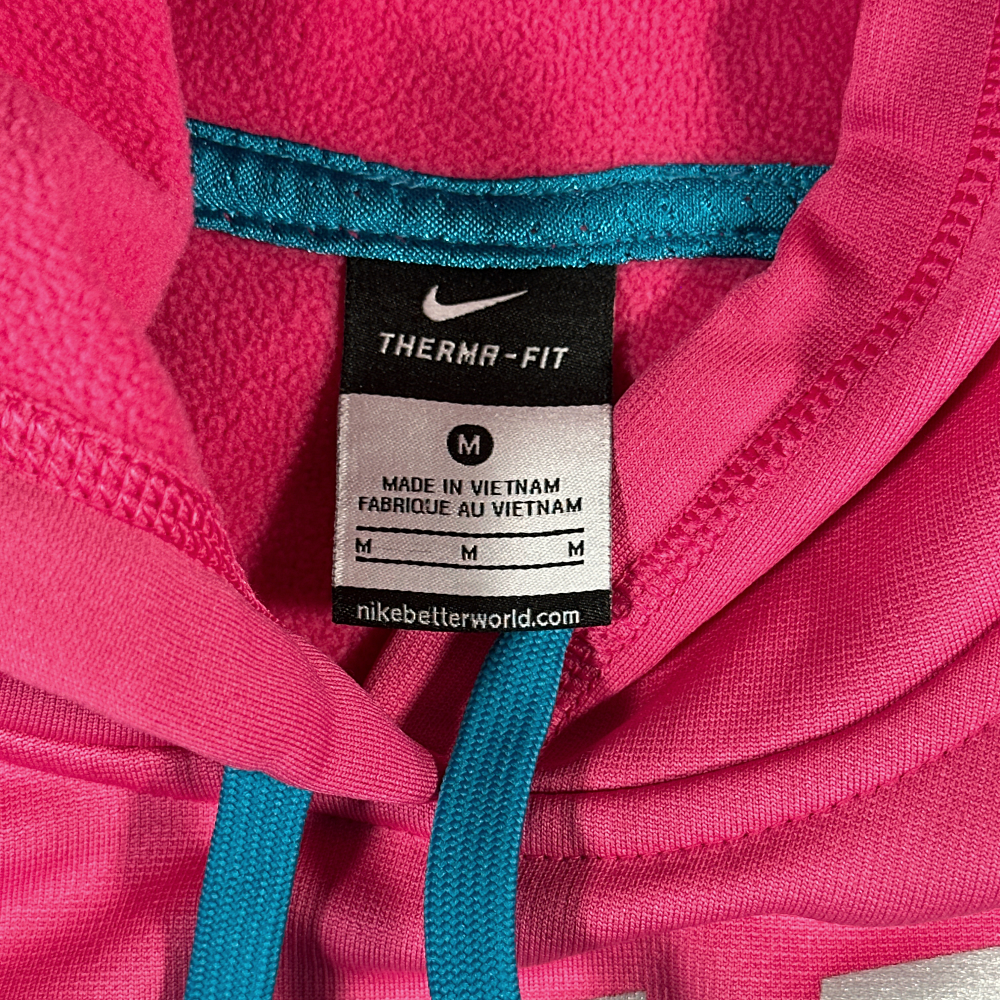 THERMA-FIT
M
MADE IN VIETNAM
FABRIQUE AU VIETNAM
M M M
nikebetterworld.com